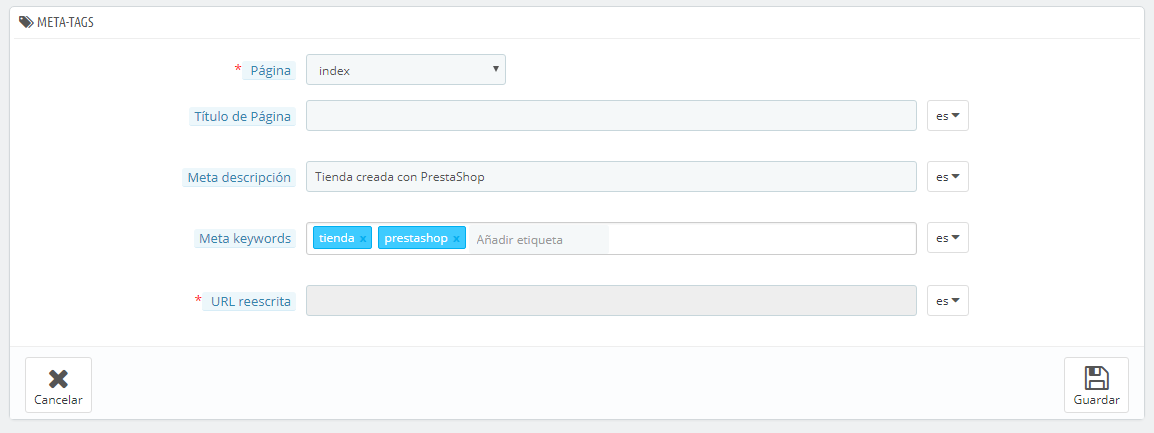 META-TAGS
* Página index
Título de Página es
Meta descripción Tienda creada con PrestaShop es
Meta keywords tienda × prestashop × Añadir etiqueta es
* URL reescrita es
Cancelar Guardar